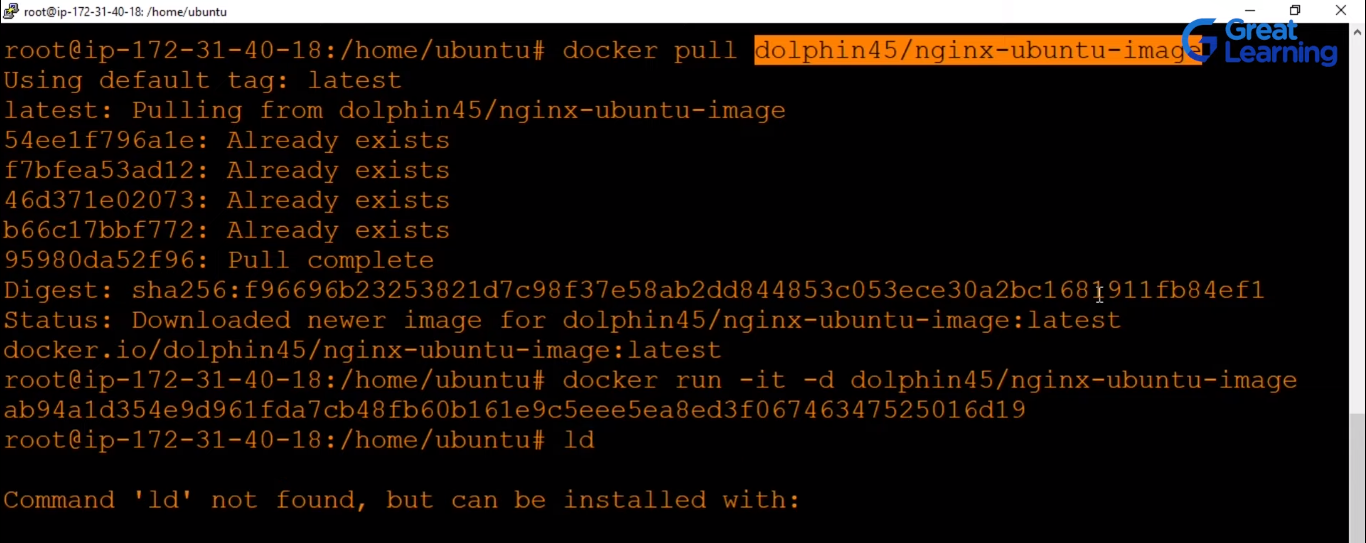 root@ip-172-31-40-18: /home/ubuntu
Great
Learning
root@ip-172-31-40-18:/home/ubuntu# docker pull dolphin45/nginx-ubuntu-image
Using default tag: latest
latest: Pulling from dolphin45/nginx-ubuntu-image
54ee1f796a1e: Already exists
f7bfea53ad12: Already exists
46d371e02073: Already exists
b66c17bbf772: Already exists
95980da52f96: Pull complete
Digest: sha256:f96696b23253821d7c98f37e58ab2dd844853c053ece30a2bc1681911fb84ef1
Status: Downloaded newer image for dolphin45/nginx-ubuntu-image:latest
docker.io/dolphin45/nginx-ubuntu-image:latest
root@ip-172-31-40-18:/home/ubuntu# docker run -it -d dolphin45/nginx-ubuntu-image
ab94a1d354e9d961fda7cb48fb60b161e9c5eee5ea8ed3f06746347525016d19
root@ip-172-31-40-18:/home/ubuntu# ld
Command 'ld' not found, but can be installed with: